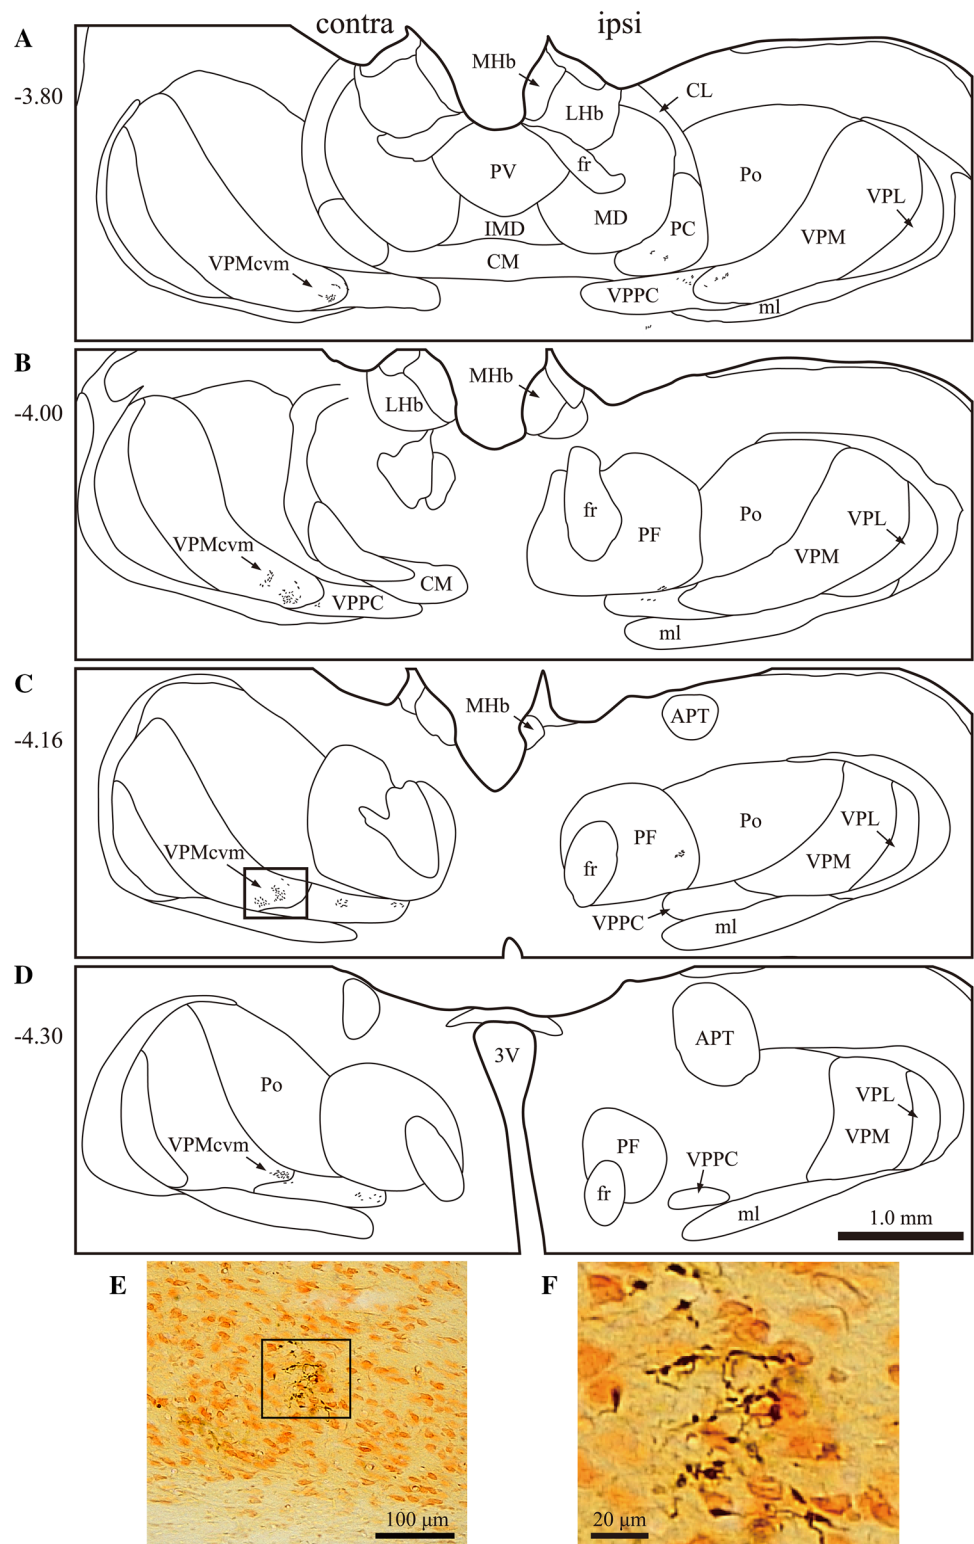 contra ipsi
A
-3.80
MHb
LHb
CL
PV
fr
Po
VPL
IMD
MD
PC
VPM
CM
VPMcvm
VPPC
ml
B
-4.00
MHb
LHb
fr
Po
VPL
PF
VPM
VPMcvm
CM
VPPC
ml
C
-4.16
MHb
APT
PF
Po
VPL
VPMcvm
fr
VPM
VPPC
ml
D
-4.30
3V
APT
Po
VPL
VPMcvm
PF
VPM
VPPC
fr
ml
1.0 mm
E
F
100 μm
20 μm